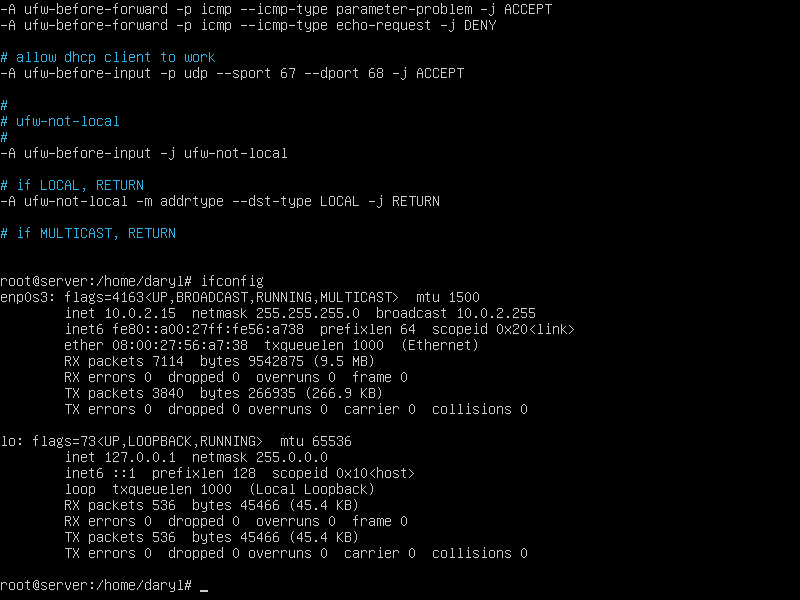 -A ufw-before-forward -p icmp --icmp-type parameter-problem -j ACCEPT
-A ufw-before-forward -p icmp --icmp-type echo-request -j DENY
# allow dhcp client to work
-A ufw-before-input -p udp --sport 67 --dport 68 -j ACCEPT
#
# ufw-not-local
#
-A ufw-before-input -j ufw-not-local
# if LOCAL, RETURN
-A ufw-not-local -m addrtype --dst-type LOCAL -j RETURN
# if MULTICAST, RETURN
root@server:/home/daryl# ifconfig
enp0s3: flags=4163<UP,BROADCAST,RUNNING,MULTICAST>  mtu 1500
        inet 10.0.2.15  netmask 255.255.255.0  broadcast 10.0.2.255
        inet6 fe80::a00:27ff:fe56:a738  prefixlen 64  scopeid 0x20<link>
        ether 08:00:27:56:a7:38  txqueuelen 1000  (Ethernet)
        RX packets 7114  bytes 9542875 (9.5 MB)
        RX errors 0  dropped 0  overruns 0  frame 0
        TX packets 3840  bytes 266935 (266.9 KB)
        TX errors 0  dropped 0 overruns 0  carrier 0  collisions 0
lo: flags=73<UP,LOOPBACK,RUNNING>  mtu 65536
        inet 127.0.0.1  netmask 255.0.0.0
        inet6 ::1  prefixlen 128  scopeid 0x10<host>
        loop  txqueuelen 1000  (Local Loopback)
        RX packets 536  bytes 45466 (45.4 KB)
        RX errors 0  dropped 0  overruns 0  frame 0
        TX packets 536  bytes 45466 (45.4 KB)
        TX errors 0  dropped 0 overruns 0  carrier 0  collisions 0
root@server:/home/daryl# _